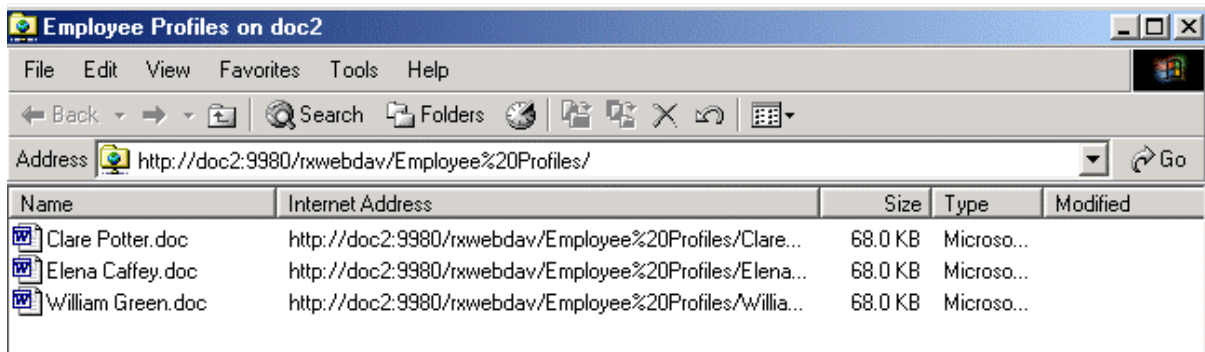 Employee Profiles on doc2
File Edit View Favorites Tools Help
Back Search Folders
Address http://doc2:9980/rxwebdav/Employee%20Profiles/ Go
Name Internet Address Size Type Modified
Clare Potter.doc http://doc2:9980/rxwebdav/Employee%20Profiles/Clare... 68.0 KB Microso...
Elena Caffey.doc http://doc2:9980/rxwebdav/Employee%20Profiles/Elena... 68.0 KB Microso...
William Green.doc http://doc2:9980/rxwebdav/Employee%20Profiles/Willia... 68.0 KB Microso...